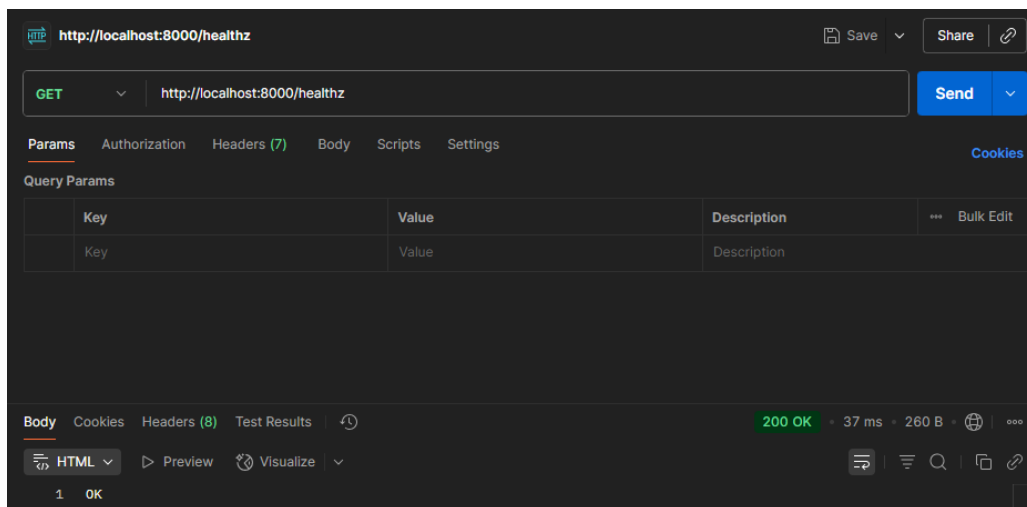 HTTP http://localhost:8000/healthz Save Share
GET http://localhost:8000/healthz Send
Params Authorization Headers (7) Body Scripts Settings Cookies
Query Params
Key Value Description Bulk Edit
Key Value Description
Body Cookies Headers (8) Test Results 200 OK 37 ms 260 B
HTML Preview Visualize
1 OK